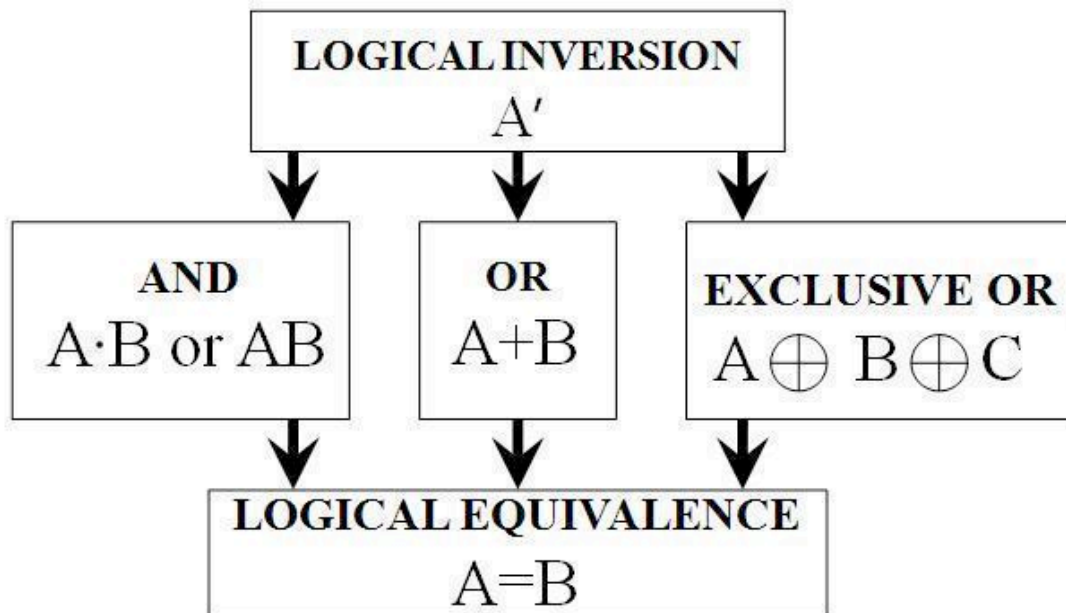 LOGICAL INVERSION
A′
AND
A·B or AB
OR
A+B
EXCLUSIVE OR
A⊕ B⊕C
LOGICAL EQUIVALENCE
A=B